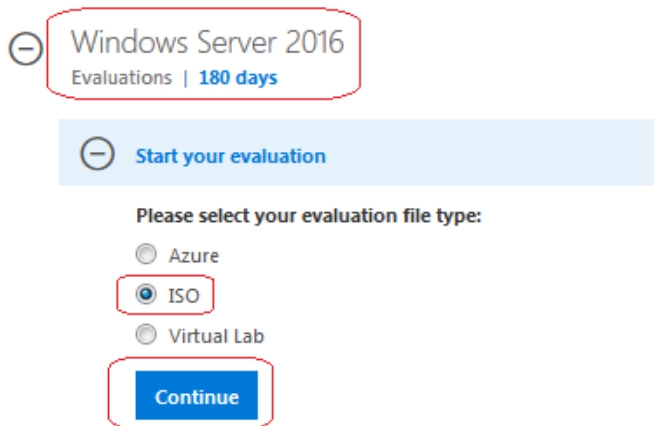 Windows Server 2016
Evaluations | 180 days
Start your evaluation
Please select your evaluation file type:
Azure
ISO
Virtual Lab
Continue